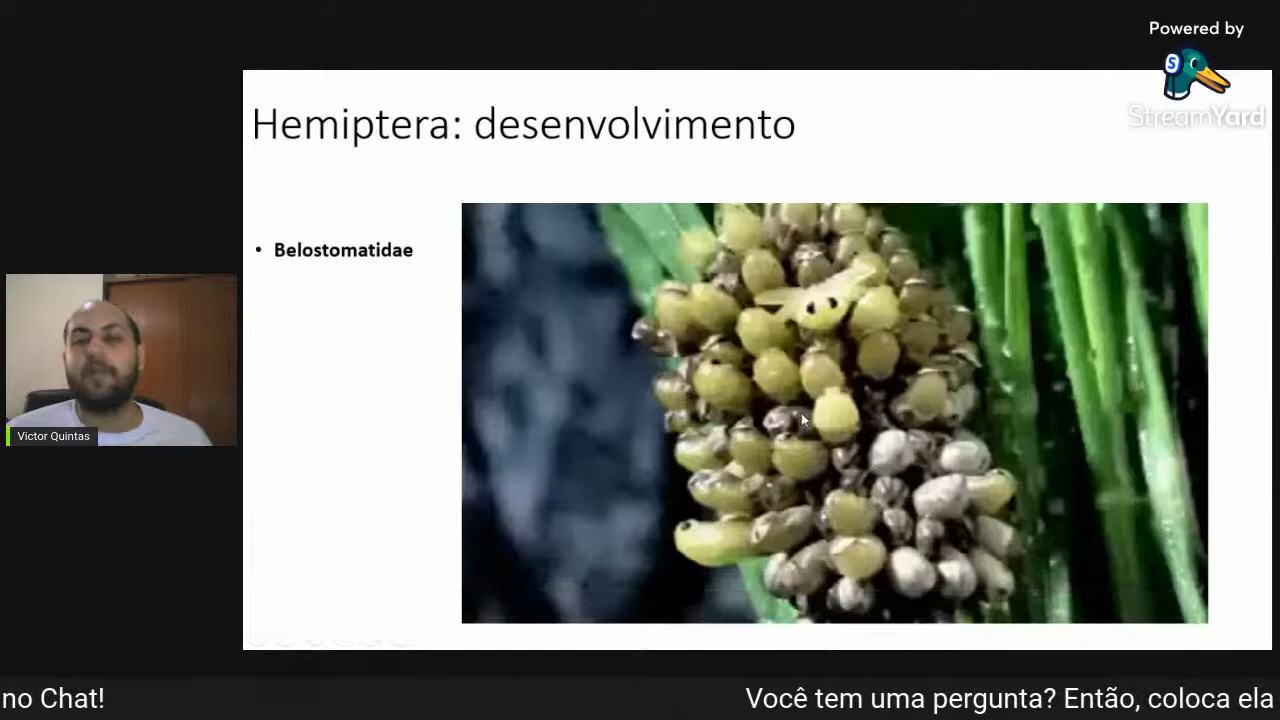 Powered by
StreamYard
Hemiptera: desenvolvimento
• Belostomatidae
Victor Quintas
no Chat!
Você tem uma pergunta? Então, coloca ela